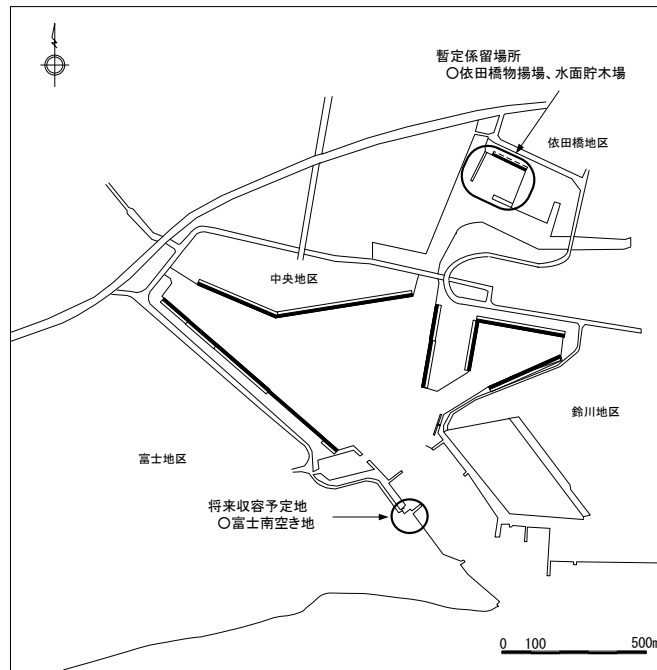 暫定係留場所
○依田橋物揚場、水面貯木場
依田橋地区
中央地区
鈴川地区
富士地区
将来収容予定地
○富士南空き地
0 100 500m